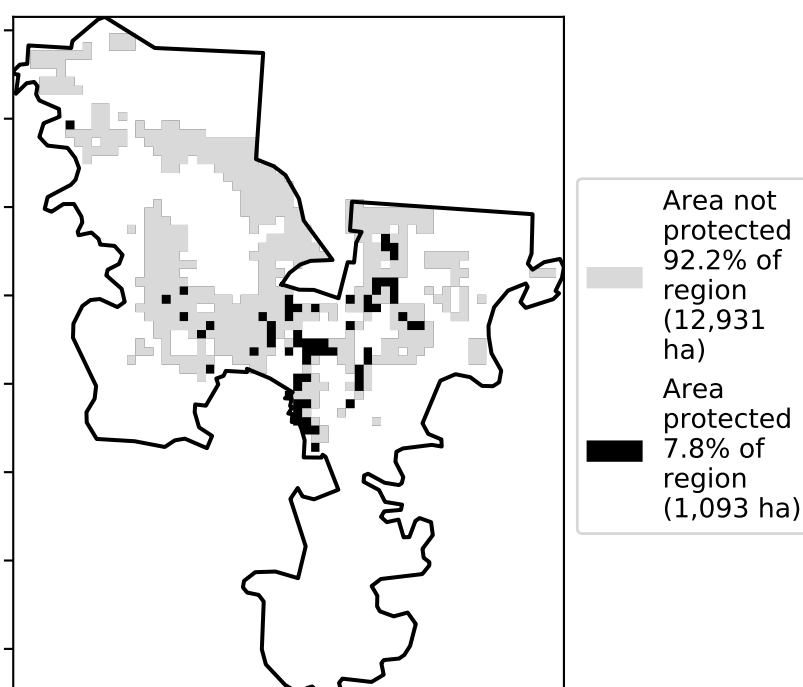 Area not
protected
92.2% of
region
(12,931
ha)
Area
protected
7.8% of
region
(1,093 ha)